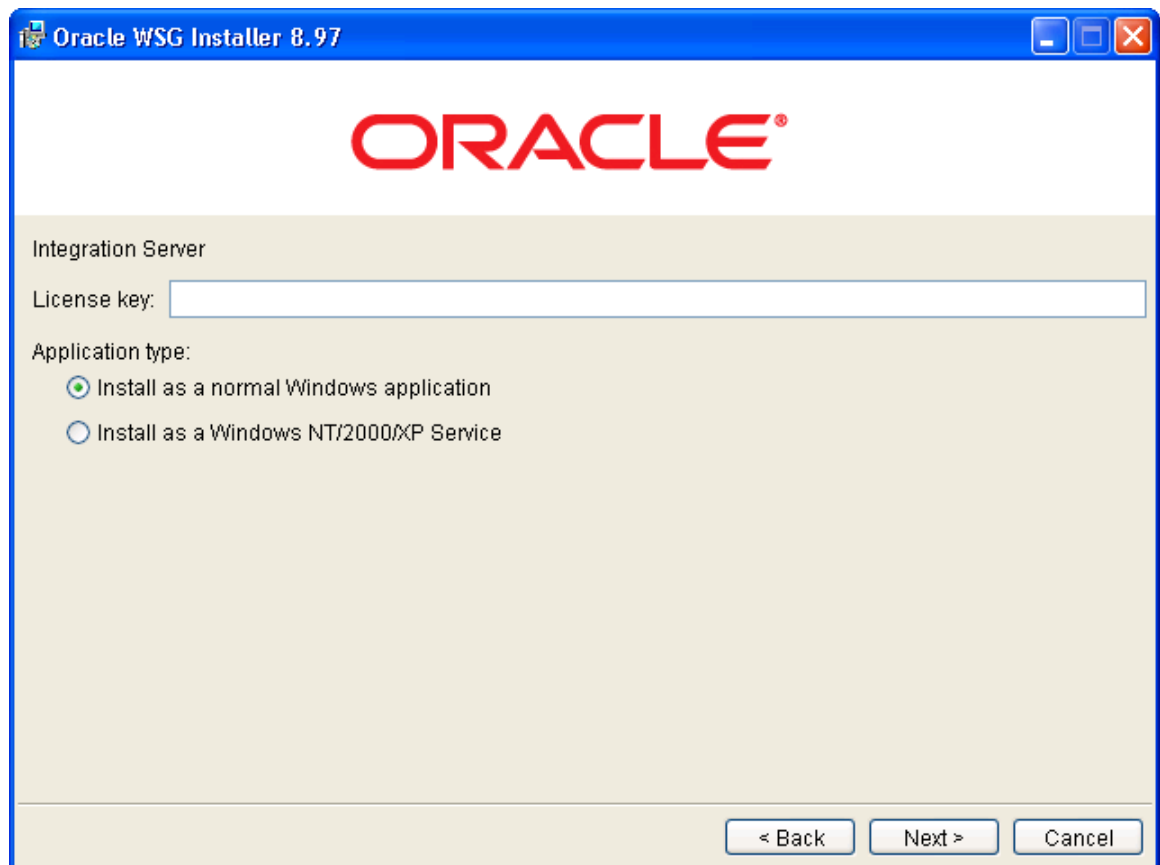 Oracle WSG Installer 8.97
ORACLE®
Integration Server
License key:
Application type:
Install as a normal Windows application
Install as a Windows NT/2000/XP Service
< Back Next > Cancel